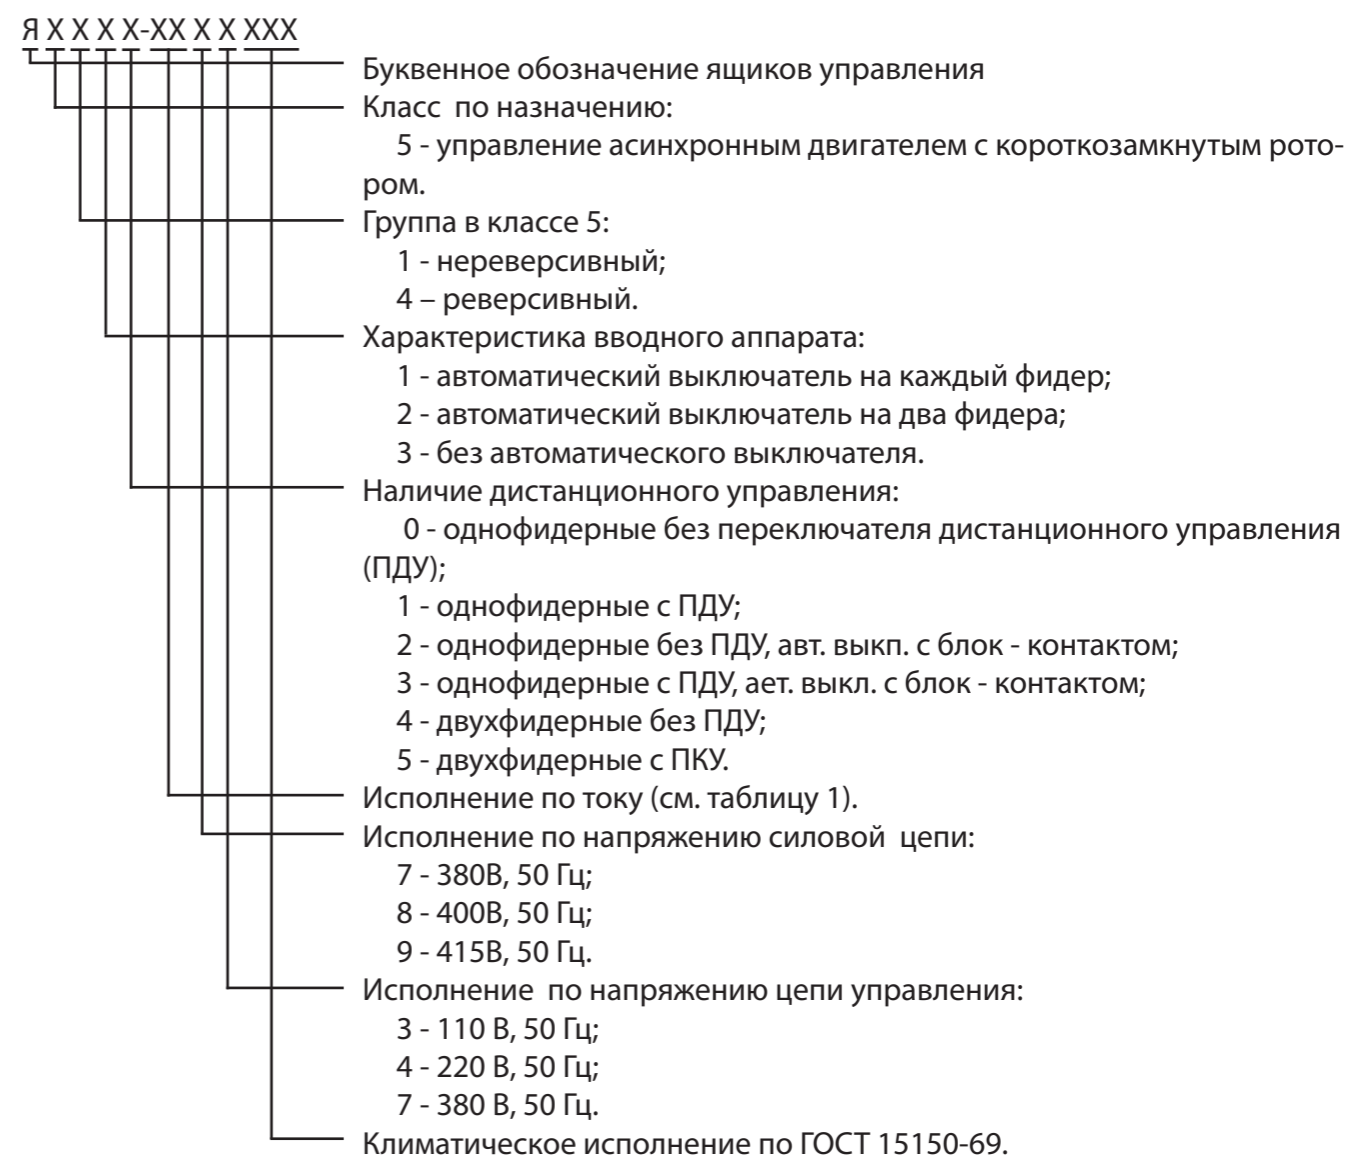 Я Х Х Х Х-ХХ Х Х ХХХ
Буквенное обозначение ящиков управления
Класс по назначению:
5 - управление асинхронным двигателем с короткозамкнутым рото-
ром.
Группа в классе 5:
1 - нереверсивный;
4 – реверсивный.
Характеристика вводного аппарата:
1 - автоматический выключатель на каждый фидер;
2 - автоматический выключатель на два фидера;
3 - без автоматического выключателя.
Наличие дистанционного управления:
0 - однофидерные без переключателя дистанционного управления
(ПДУ);
1 - однофидерные с ПДУ;
2 - однофидерные без ПДУ, авт. выкп. с блок - контактом;
3 - однофидерные с ПДУ, ает. выкл. с блок - контактом;
4 - двухфидерные без ПДУ;
5 - двухфидерные с ПКУ.
Исполнение по току (см. таблицу 1).
Исполнение по напряжению силовой цепи:
7 - 380В, 50 Гц;
8 - 400В, 50 Гц;
9 - 415В, 50 Гц.
Исполнение по напряжению цепи управления:
3 - 110 В, 50 Гц;
4 - 220 В, 50 Гц;
7 - 380 В, 50 Гц.
Климатическое исполнение по ГОСТ 15150-69.